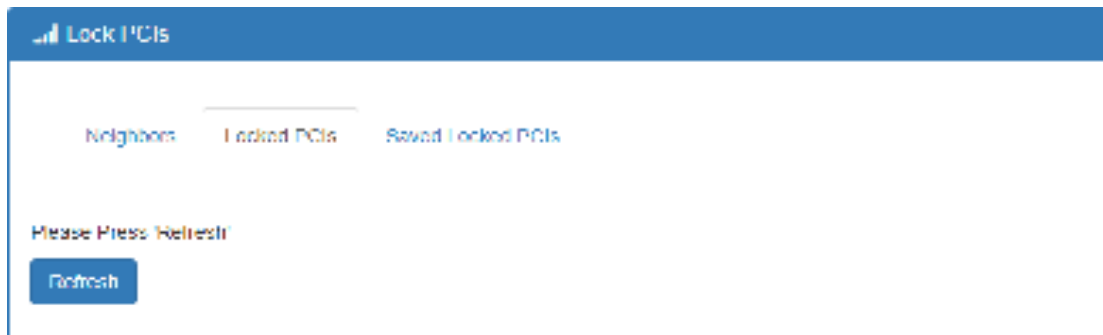 Lock PCIs
Neighbors Locked PCIs Saved Locked PCIs
Please Press 'Refresh'
Refresh